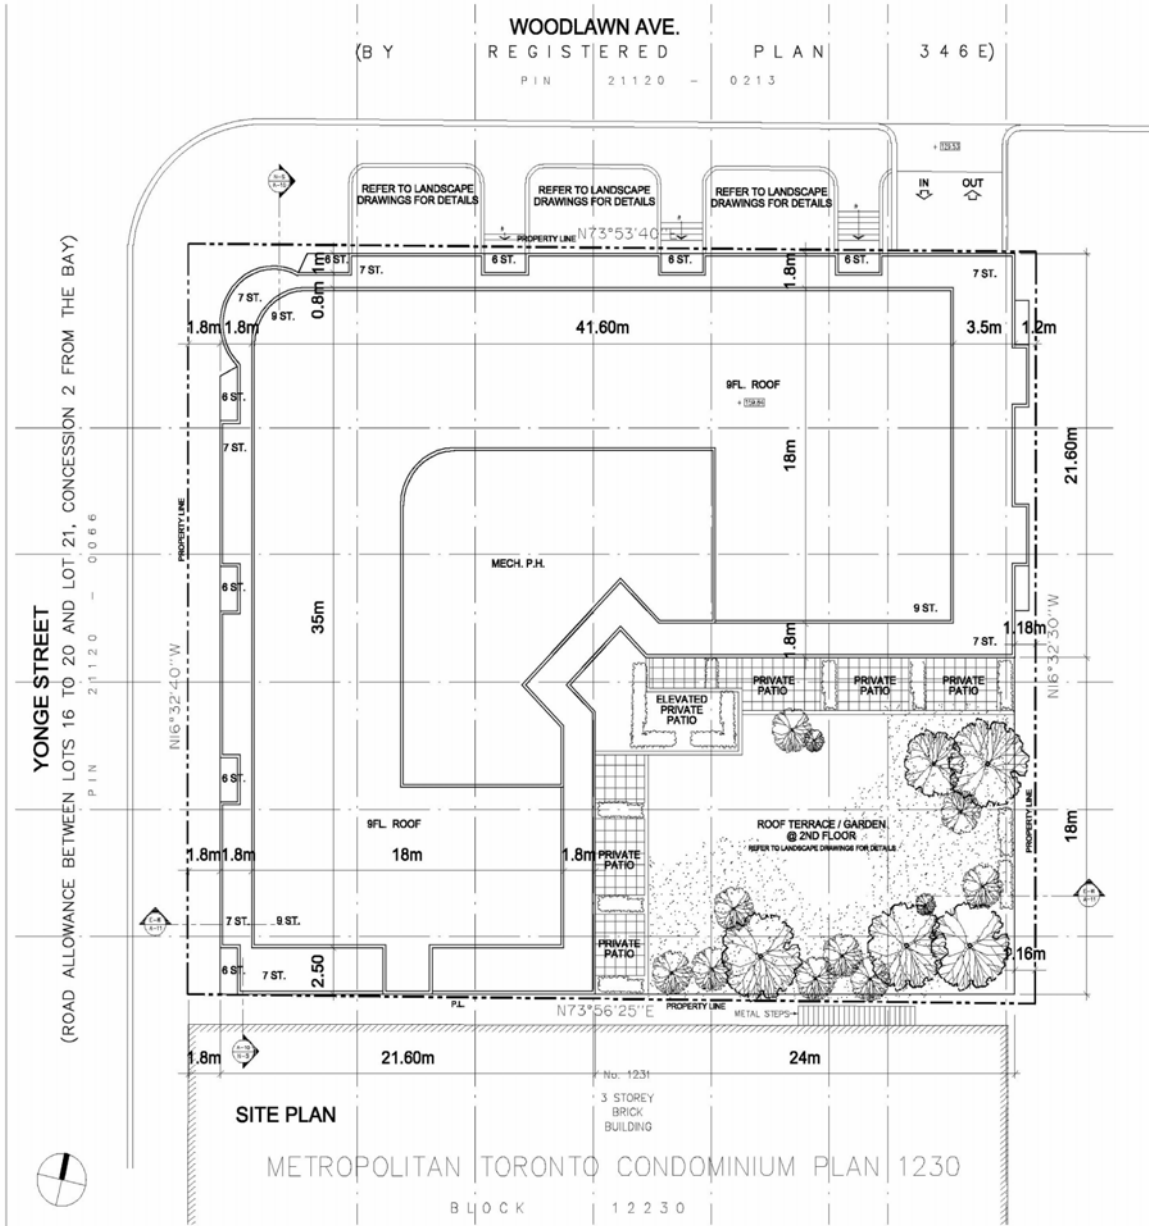 WOODLAWN AVE.
(BY REGISTERED PLAN 346E)
PIN 21120 - 0213
IN OUT
REFER TO LANDSCAPE
DRAWINGS FOR DETAILS
REFER TO LANDSCAPE
DRAWINGS FOR DETAILS
REFER TO LANDSCAPE
DRAWINGS FOR DETAILS
PROPERTY LINE N73°53'40"E
6 ST. 6 ST. 6 ST. 6 ST.
7 ST. 7 ST.
1m
0.8m
1.8m
7 ST.
9 ST.
1.8m 1.8m 41.60m 3.5m 1.2m
9FL. ROOF
6 ST.
7 ST.
18m
21.60m
PROPERTY LINE
MECH. P.H.
6 ST.
35m
9 ST.
7 ST.
1.8m
1.18m
N16°32'40"W
N16°32'30"W
YONGE STREET
(ROAD ALLOWANCE BETWEEN LOTS 16 TO 20 AND LOT 21, CONCESSION 2 FROM THE BAY)
PIN 21120 - 0066
PRIVATE
PATIO
PRIVATE
PATIO
PRIVATE
PATIO
ELEVATED
PRIVATE
PATIO
6 ST.
9FL. ROOF
ROOF TERRACE / GARDEN
@ 2ND FLOOR
REFER TO LANDSCAPE DRAWINGS FOR DETAILS
PROPERTY LINE
18m
1.8m 1.8m 18m 1.8m
PRIVATE
PATIO
7 ST. 9 ST.
PRIVATE
PATIO
6 ST.
7 ST.
2.50
1.16m
P.L.
N73°56'25"E
PROPERTY LINE
METAL STEPS
1.8m 21.60m 24m
No. 1231
3 STOREY
BRICK
BUILDING
SITE PLAN
METROPOLITAN TORONTO CONDOMINIUM PLAN 1230
BLOCK 12230